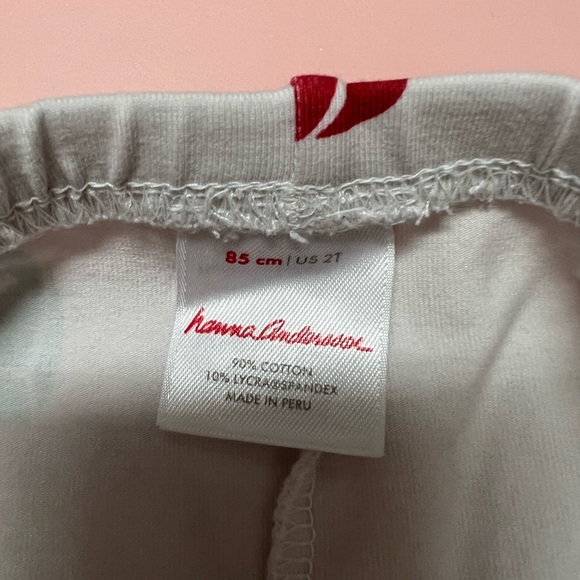 85 cm | US 2T
hanna andersson
90% COTTON
10% LYCRA®SPANDEX
MADE IN PERU